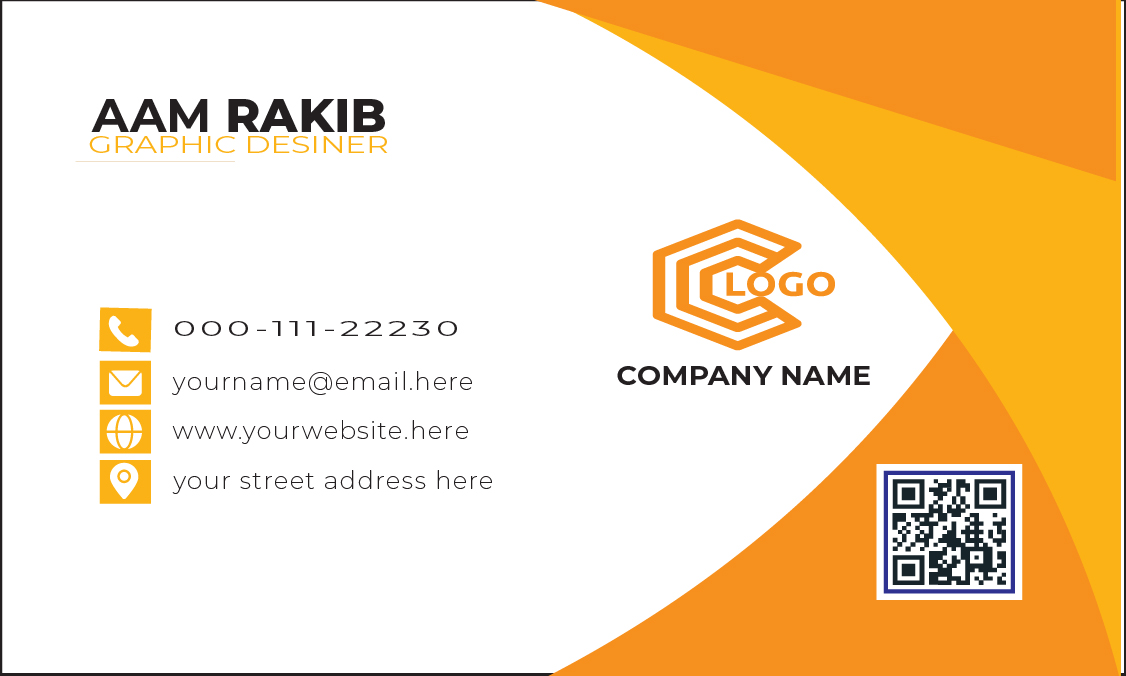 AAM RAKIB
GRAPHIC DESINER
000-111-22230
yourname@email.here
www.yourwebsite.here
your street address here
LOGO
COMPANY NAME